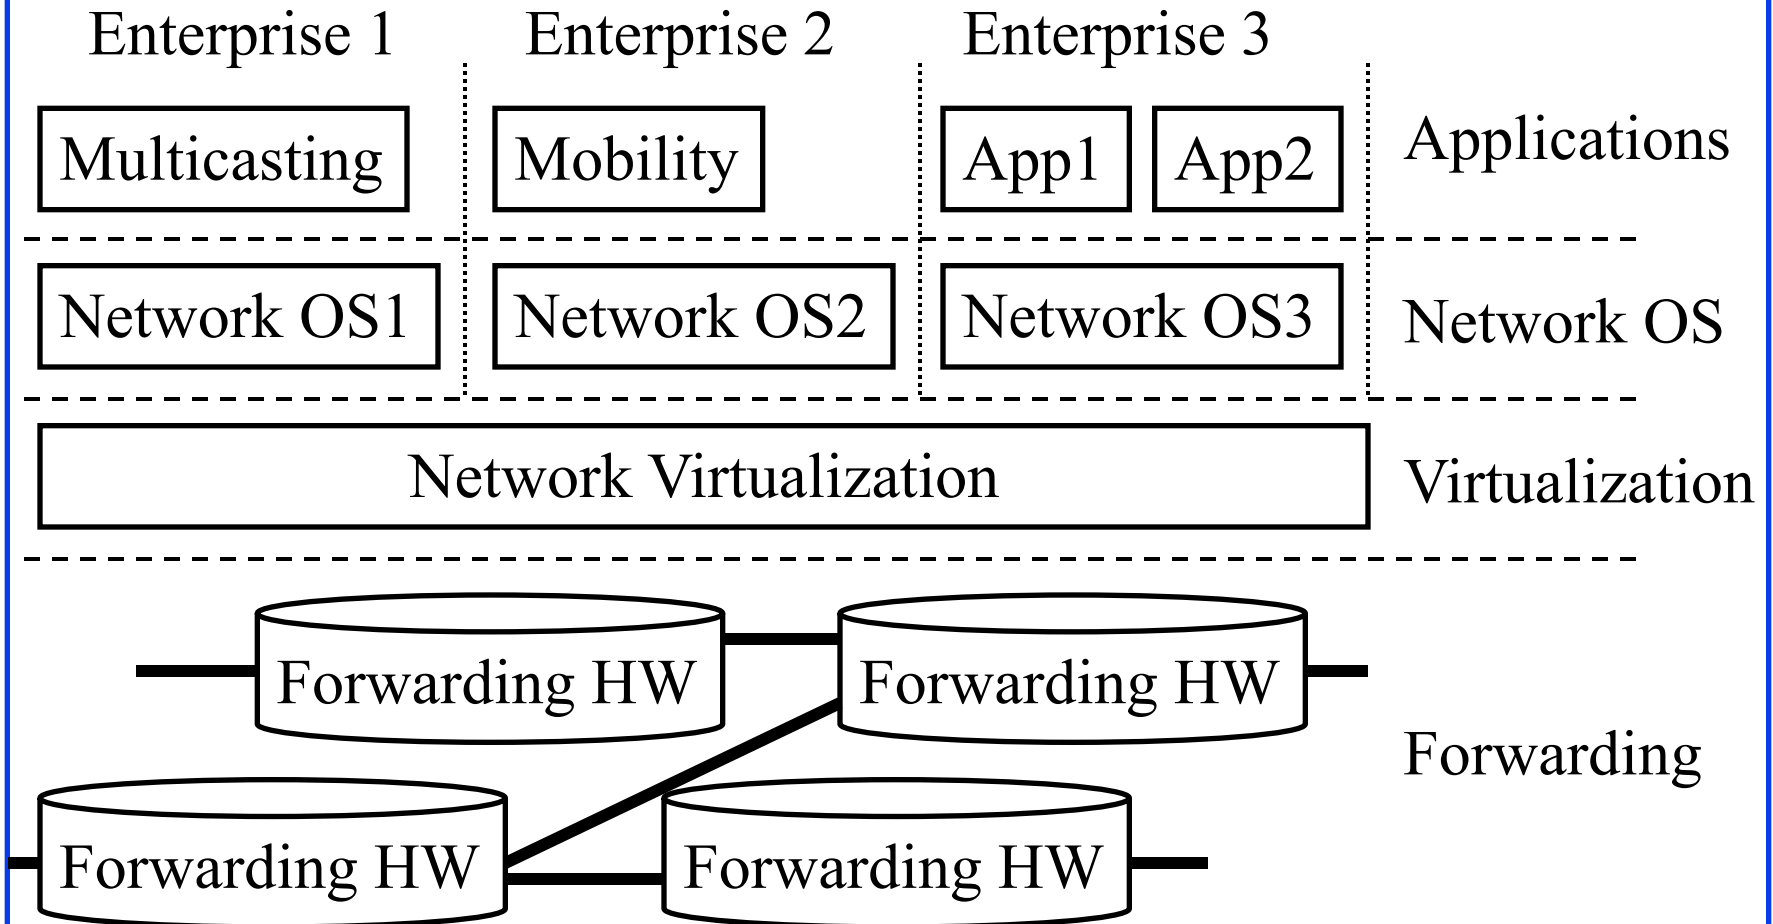 Enterprise 1 Enterprise 2 Enterprise 3
Multicasting Mobility App1 App2 Applications
Network OS1 Network OS2 Network OS3 Network OS
Network Virtualization Virtualization
Forwarding HW Forwarding HW
Forwarding
Forwarding HW Forwarding HW